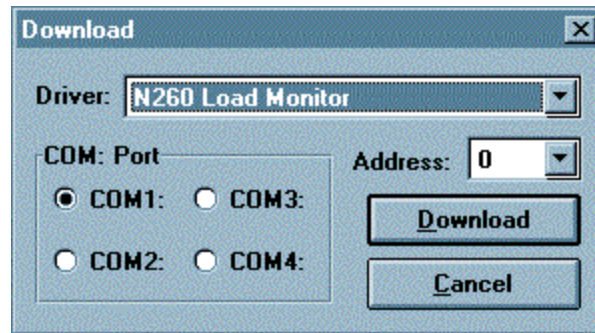 Download
Driver: N260 Load Monitor
COM: Port
Address: 0
COM1: COM3:
Download
COM2: COM4:
Cancel